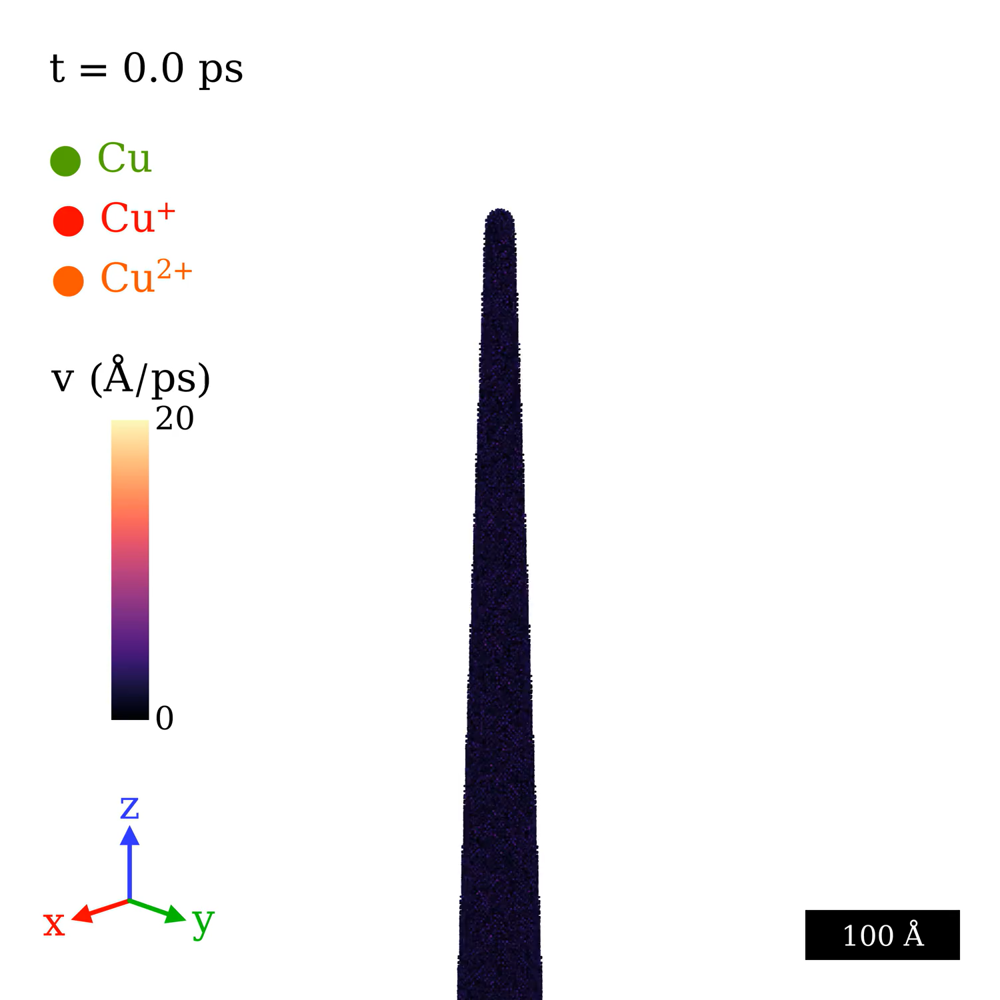 t = 0.0 ps
Cu
Cu⁺
Cu²⁺
v (Å/ps)
20
0
z
x
y
100 Å